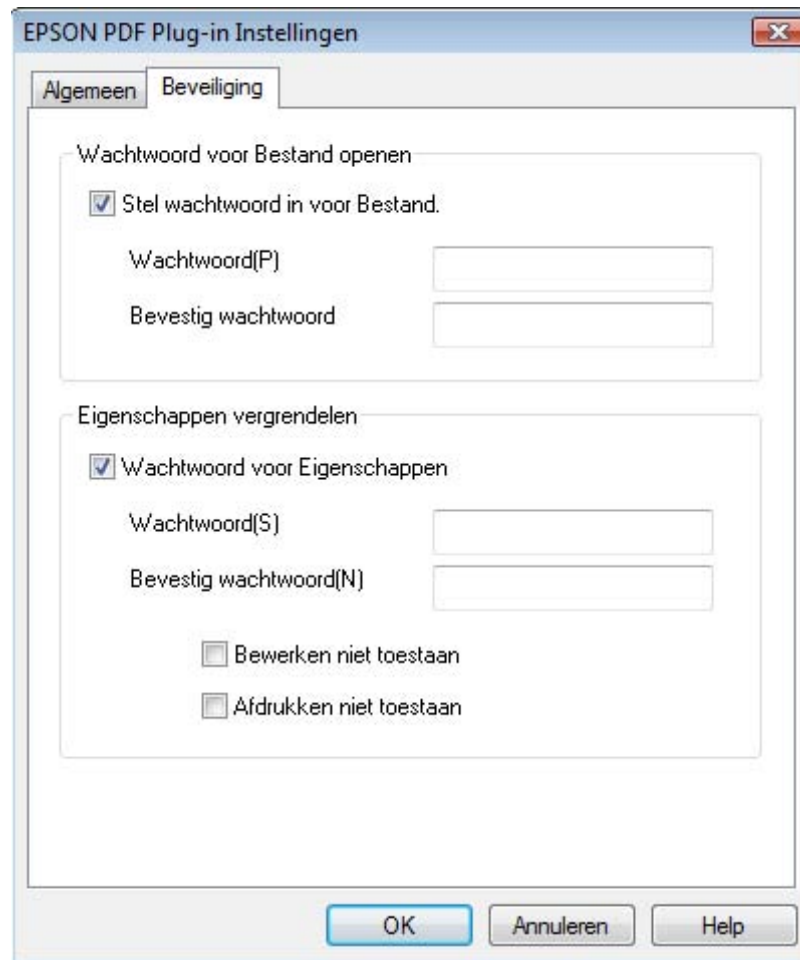 EPSON PDF Plug-in Instellingen
Algemeen Beveiliging
Wachtwoord voor Bestand openen
Stel wachtwoord in voor Bestand.
Wachtwoord(P)
Bevestig wachtwoord
Eigenschappen vergrendelen
Wachtwoord voor Eigenschappen
Wachtwoord(S)
Bevestig wachtwoord(N)
Bewerken niet toestaan
Afdrukken niet toestaan
OK Annuleren Help